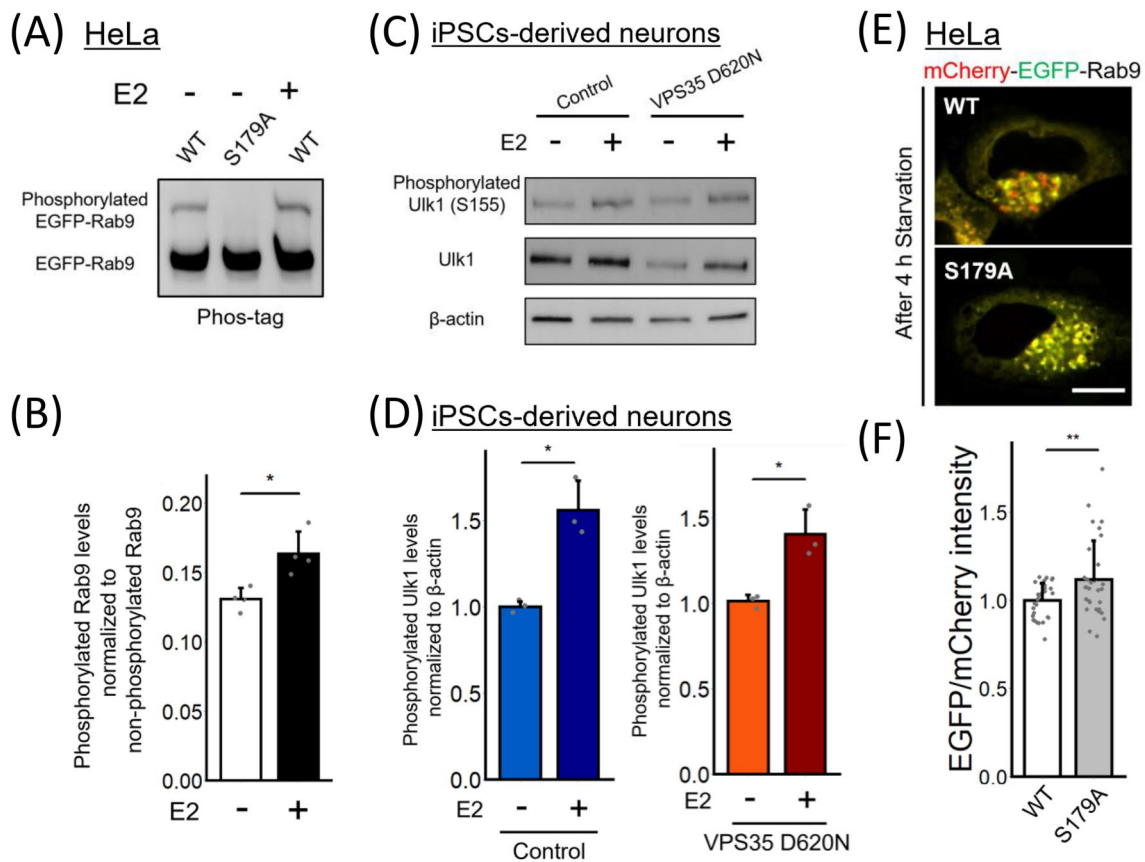 (A) HeLa
E2 - - +
WT S179A WT
Phosphorylated
EGFP-Rab9
EGFP-Rab9
Phos-tag
(C) iPSCs-derived neurons
Control VPS35 D620N
E2 - + - +
Phosphorylated
Ulk1 (S155)
Ulk1
β-actin
(E) HeLa
mCherry-EGFP-Rab9
After 4 h Starvation
WT
S179A
(B)
Phosphorylated Rab9 levels
normalized to
non-phosphorylated Rab9
0.20
0.15
0.10
0.05
0.00
*
E2 - +
(D) iPSCs-derived neurons
Phosphorylated Ulk1 levels
normalized to β-actin
1.5
1.0
0.5
0.0
*
E2 - +
Control
Phosphorylated Ulk1 levels
normalized to β-actin
1.5
1.0
0.5
0.0
*
E2 - +
VPS35 D620N
(F)
EGFP/mCherry intensity
1.5
1.0
0.5
0.0
**
WT S179A